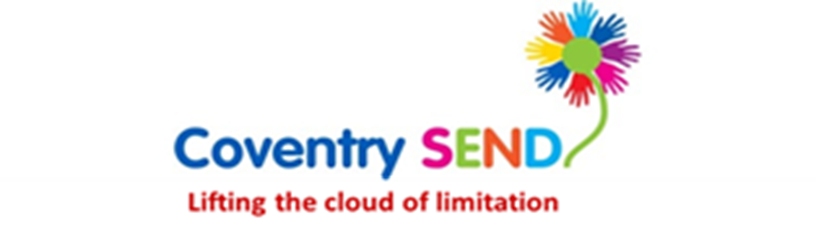 Coventry SEND
Lifting the cloud of limitation